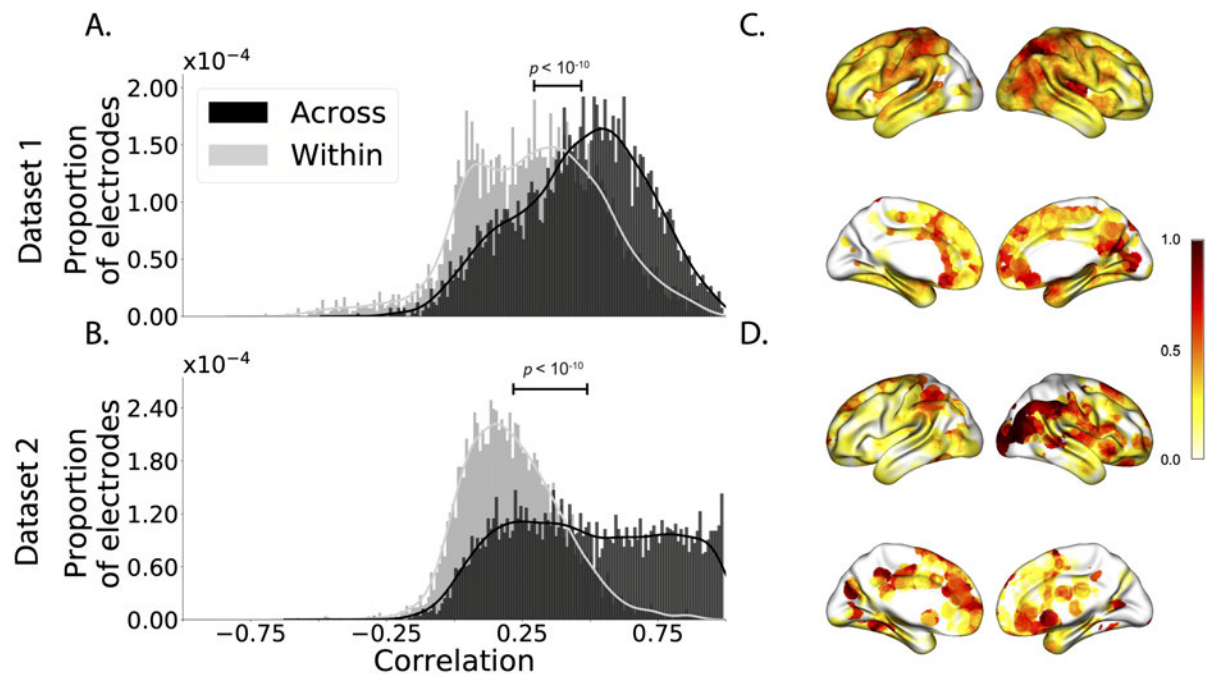 A.
×10⁻⁴
p < 10⁻¹⁰
2.00
1.50
1.00
0.50
0.00
Across
Within
Dataset 1
Proportion
of electrodes
B.
×10⁻⁴
p < 10⁻¹⁰
2.40
1.80
1.20
0.60
0.00
Dataset 2
Proportion
of electrodes
−0.75
−0.25
0.25
0.75
Correlation
C.
D.
1.0
0.5
0.0